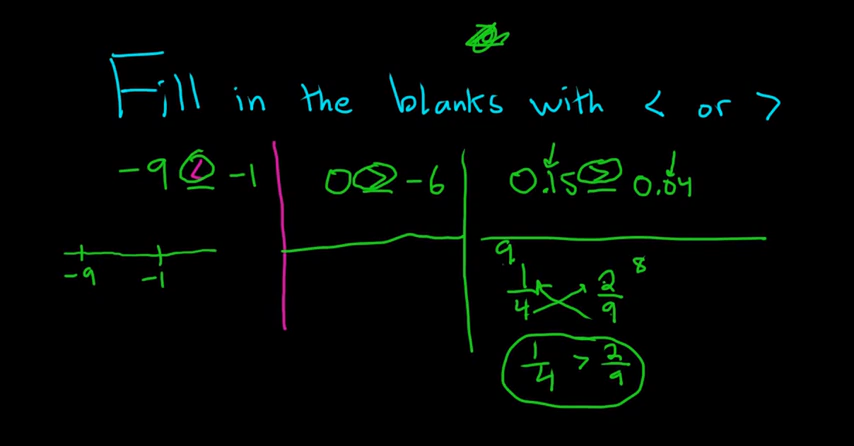 Fill in the blanks with < or >
-9 < -1
0 > -6
0.15 > 0.04
-9 -1
9 8
1/4 2/9
1/4 > 2/9